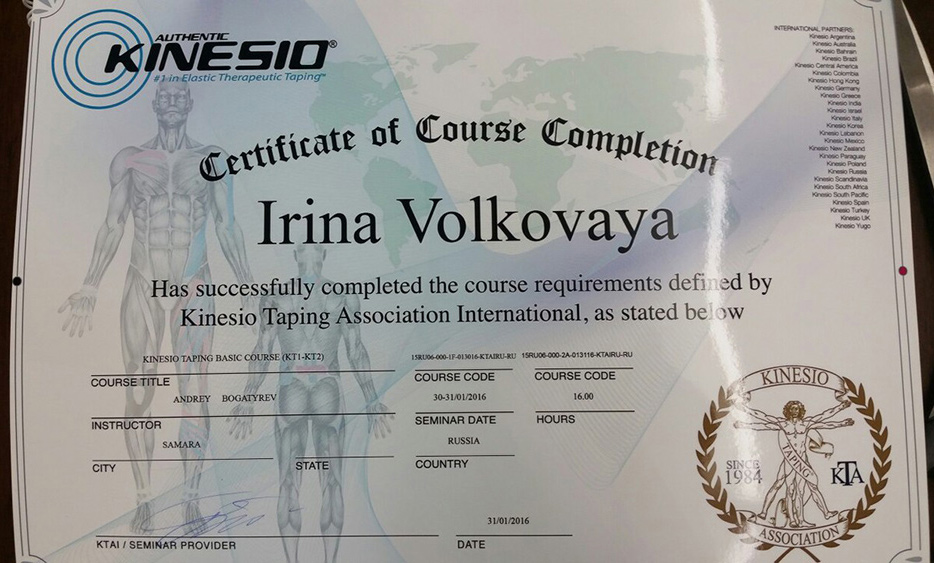 AUTHENTIC
KINESIO®
#1 in Elastic Therapeutic Taping™
INTERNATIONAL PARTNERS:
Kinesio Argentina
Kinesio Australia
Kinesio Bahrain
Kinesio Brazil
Kinesio Central America
Kinesio Colombia
Kinesio Hong Kong
Kinesio Germany
Kinesio Greece
Kinesio India
Kinesio Israel
Kinesio Italy
Kinesio Korea
Kinesio Lebanon
Kinesio Mexico
Kinesio New Zealand
Kinesio Paraguay
Kinesio Poland
Kinesio Russia
Kinesio Scandinavia
Kinesio South Africa
Kinesio South Pacific
Kinesio Spain
Kinesio Turkey
Kinesio UK
Kinesio Yugo
Certificate of Course Completion
Irina Volkovaya
Has successfully completed the course requirements defined by
Kinesio Taping Association International, as stated below
KINESIO TAPING BASIC COURSE (KT1-KT2) 15RU06-000-1F-013016-KTAIRU-RU 15RU06-000-2A-013116-KTAIRU-RU
COURSE TITLE COURSE CODE COURSE CODE
ANDREY BOGATYREV 30-31/01/2016 16.00
INSTRUCTOR SEMINAR DATE HOURS
SAMARA RUSSIA
CITY STATE COUNTRY
31/01/2016
KTAI / SEMINAR PROVIDER DATE
KINESIO
TAPING
SINCE
1984
KTA
ASSOCIATION